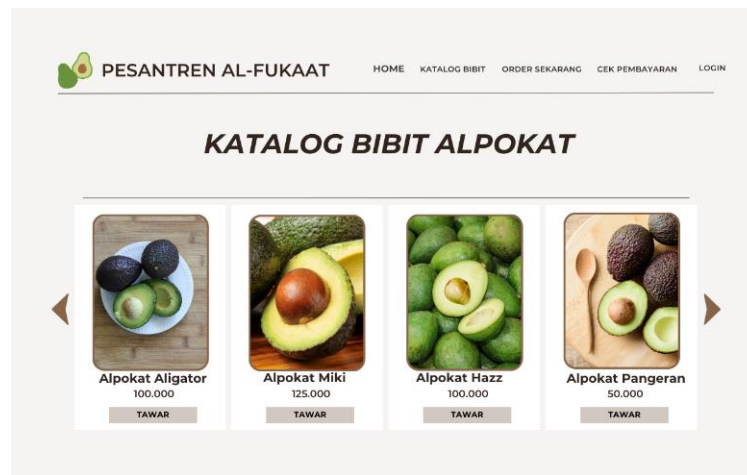 PESANTREN AL-FUKAAT
HOME KATALOG BIBIT ORDER SEKARANG CEK PEMBAYARAN LOGIN
KATALOG BIBIT ALPOKAT
Alpokat Aligator
100.000
TAWAR
Alpokat Miki
125.000
TAWAR
Alpokat Hazz
100.000
TAWAR
Alpokat Pangeran
50.000
TAWAR